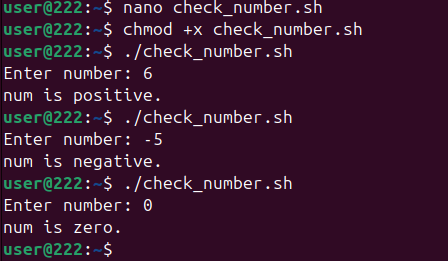 user@222:~$ nano check_number.sh
user@222:~$ chmod +x check_number.sh
user@222:~$ ./check_number.sh
Enter number: 6
num is positive.
user@222:~$ ./check_number.sh
Enter number: -5
num is negative.
user@222:~$ ./check_number.sh
Enter number: 0
num is zero.
user@222:~$